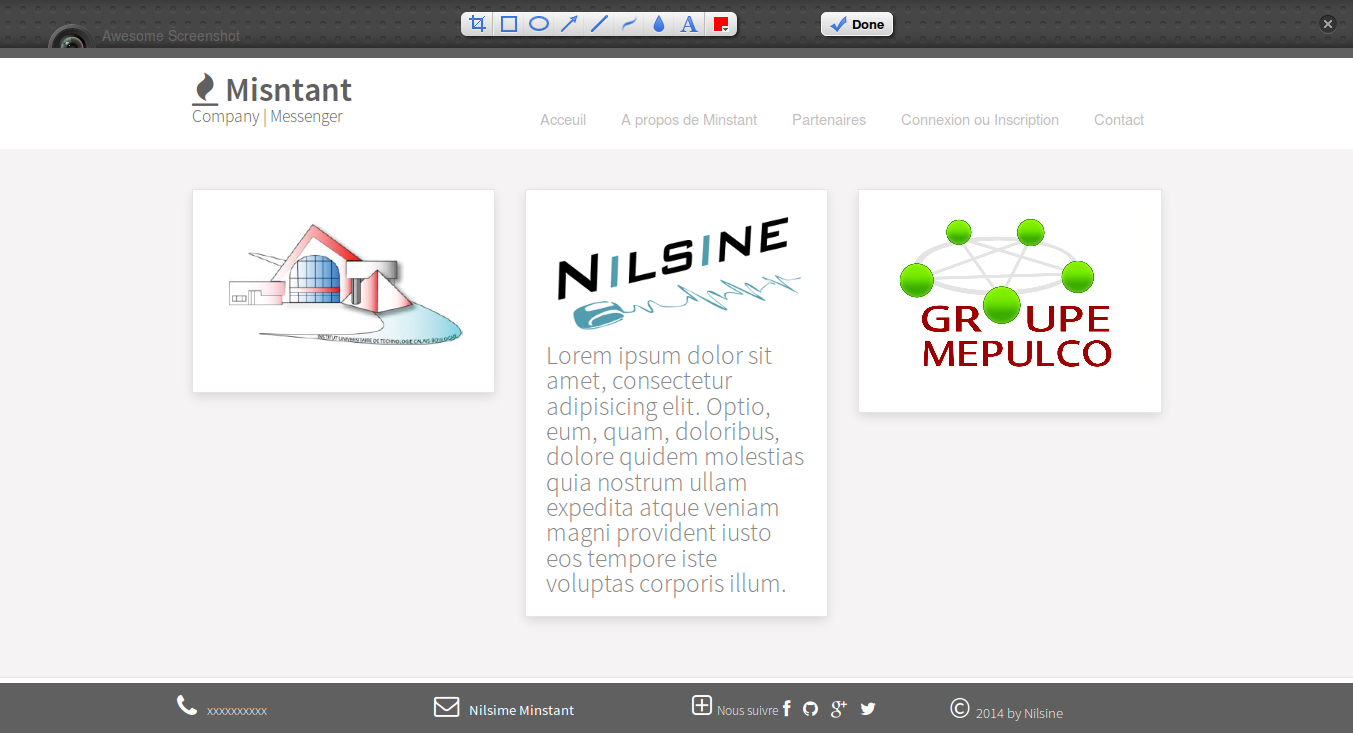 Awesome Screenshot
A
Done
Misntant
Company | Messenger
Acceuil A propos de Minstant Partenaires Connexion ou Inscription Contact
INSTITUT UNIVERSITAIRE DE TECHNOLOGIE CALAIS BOULOGNE
NILSINE
GROUPE
MEPULCO
Lorem ipsum dolor sit
amet, consectetur
adipisicing elit. Optio,
eum, quam, doloribus,
dolore quidem molestias
quia nostrum ullam
expedita atque veniam
magni provident iusto
eos tempore iste
voluptas corporis illum.
xxxxxxxxxx Nilsime Minstant Nous suivre © 2014 by Nilsine